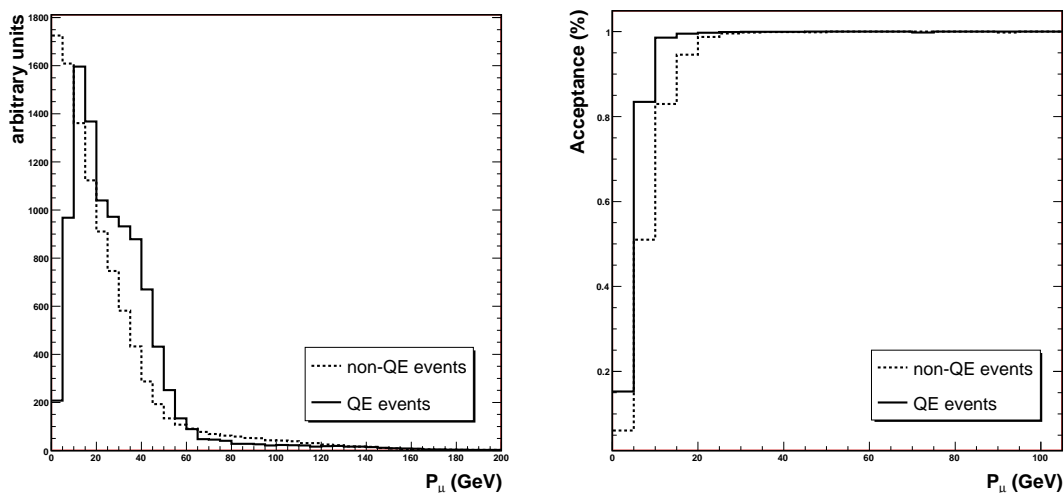 arbitrary units
1800
1600
1400
1200
1000
800
600
400
200
0
0 20 40 60 80 100 120 140 160 180 200
P_μ (GeV)
non-QE events
QE events
Acceptance (%)
1
0.8
0.6
0.4
0.2
0 20 40 60 80 100
P_μ (GeV)
non-QE events
QE events